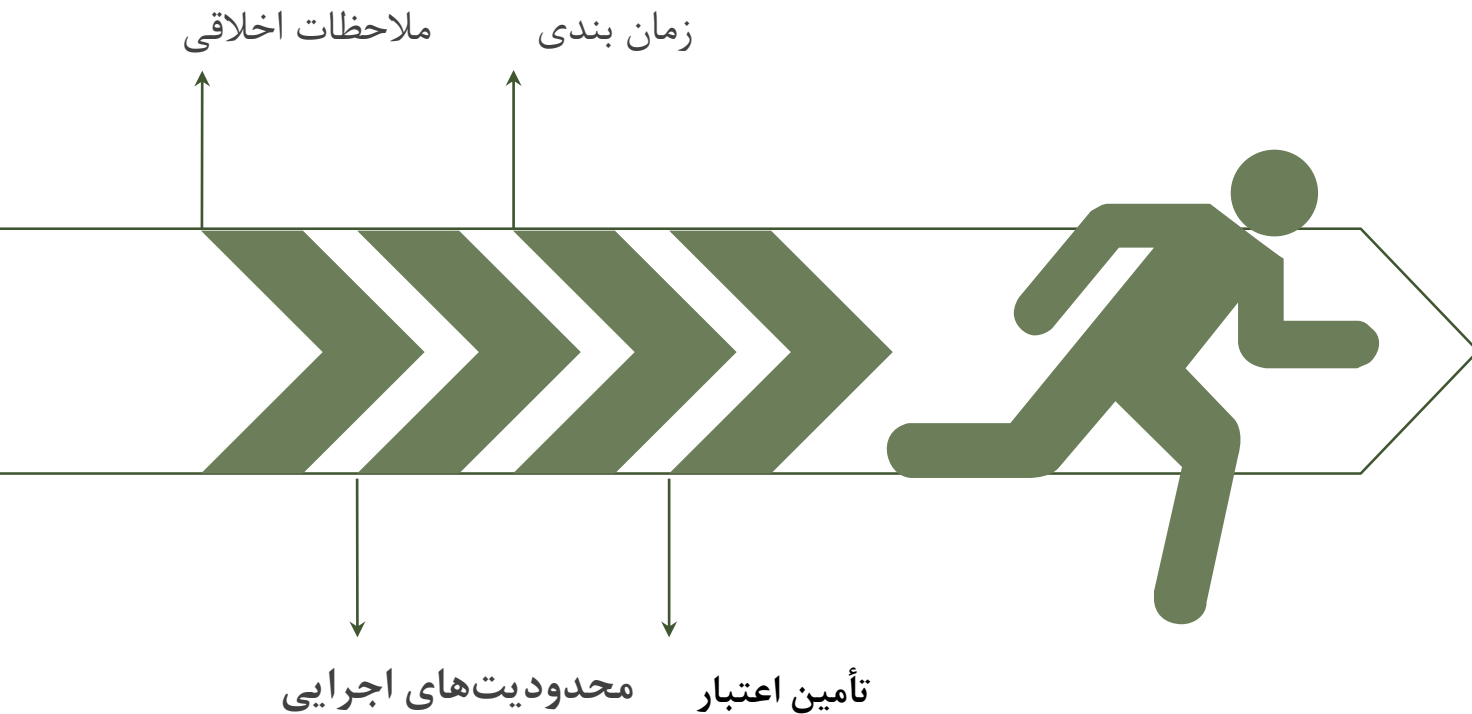 ملاحظات اخلاقی
زمان بندی
محدودیت‌های اجرایی
تأمین اعتبار